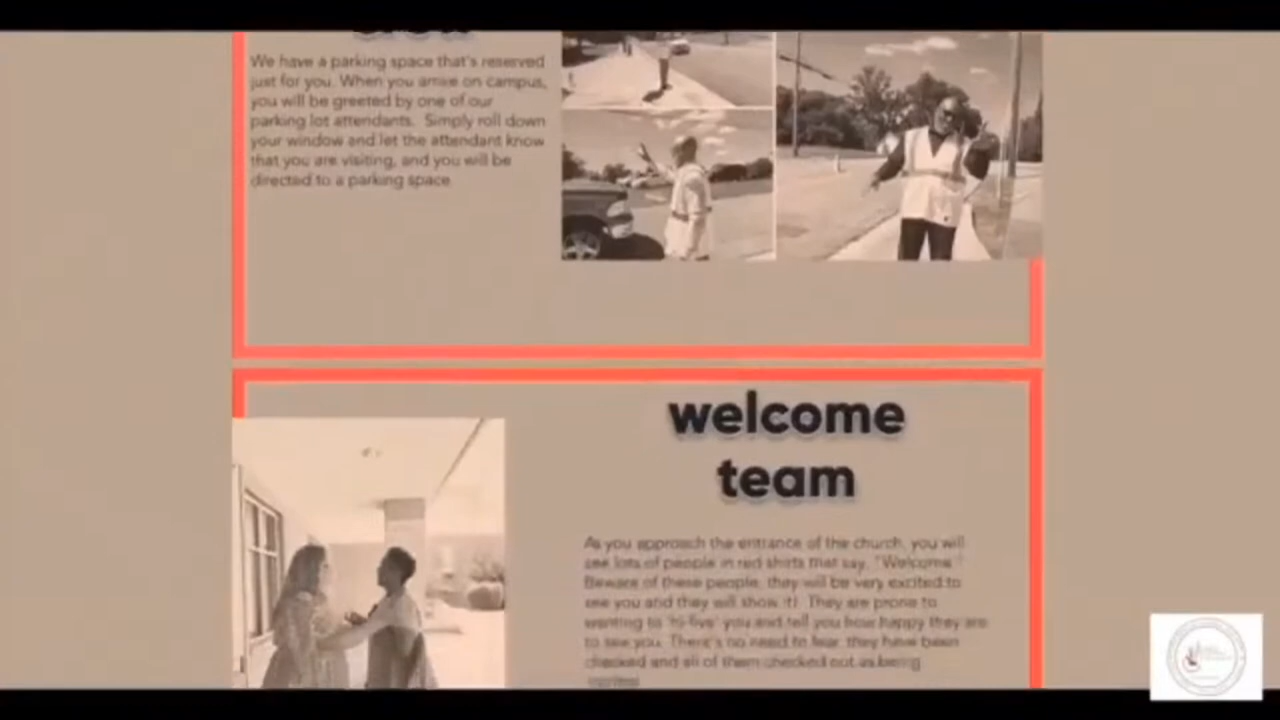 We have a parking space that's reserved
just for you. When you arrive on campus,
you will be greeted by one of our
parking lot attendants. Simply roll down
your window and let the attendant know
that you are visiting, and you will be
directed to a parking space
welcome
team
As you approach the entrance of the church, you will
see lots of people in red shirts that say, "Welcome"!
Beware of these people, they will be very excited to
see you and they will show it! They are prone to
wanting to 'hi-five' you and tell you how happy they are
to see you. There's no need to fear, they have been
checked and all of them checked out as being